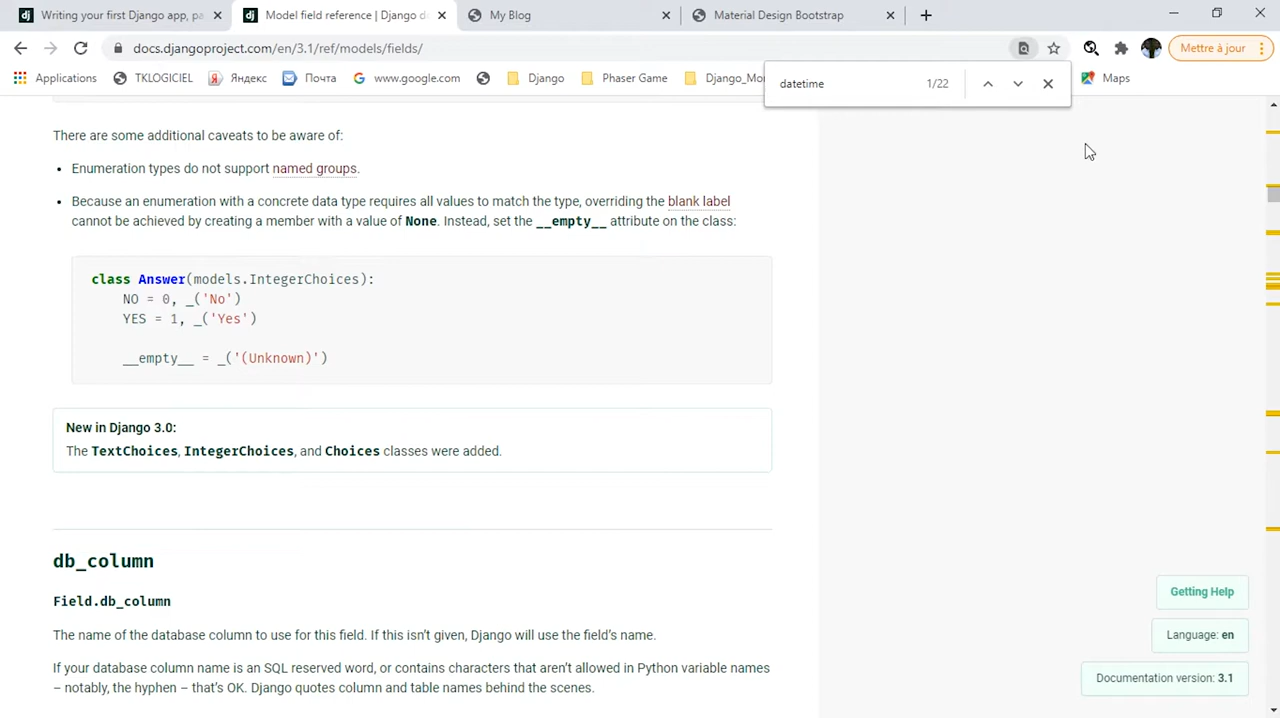 Writing your first Django app, pa
Model field reference | Django d
My Blog
Material Design Bootstrap
docs.djangoproject.com/en/3.1/ref/models/fields/
Mettre à jour
Applications
TKLOGICIEL
Яндекс
Почта
www.google.com
Django
Phaser Game
Django_Mo
Maps
datetime 1/22
There are some additional caveats to be aware of:
• Enumeration types do not support named groups.
• Because an enumeration with a concrete data type requires all values to match the type, overriding the blank label
cannot be achieved by creating a member with a value of None. Instead, set the __empty__ attribute on the class:
class Answer(models.IntegerChoices):
NO = 0, _('No')
YES = 1, _('Yes')
__empty__ = _('(Unknown)')
New in Django 3.0:
The TextChoices, IntegerChoices, and Choices classes were added.
db_column
Field.db_column
The name of the database column to use for this field. If this isn’t given, Django will use the field’s name.
If your database column name is an SQL reserved word, or contains characters that aren’t allowed in Python variable names
– notably, the hyphen – that’s OK. Django quotes column and table names behind the scenes.
Getting Help
Language: en
Documentation version: 3.1